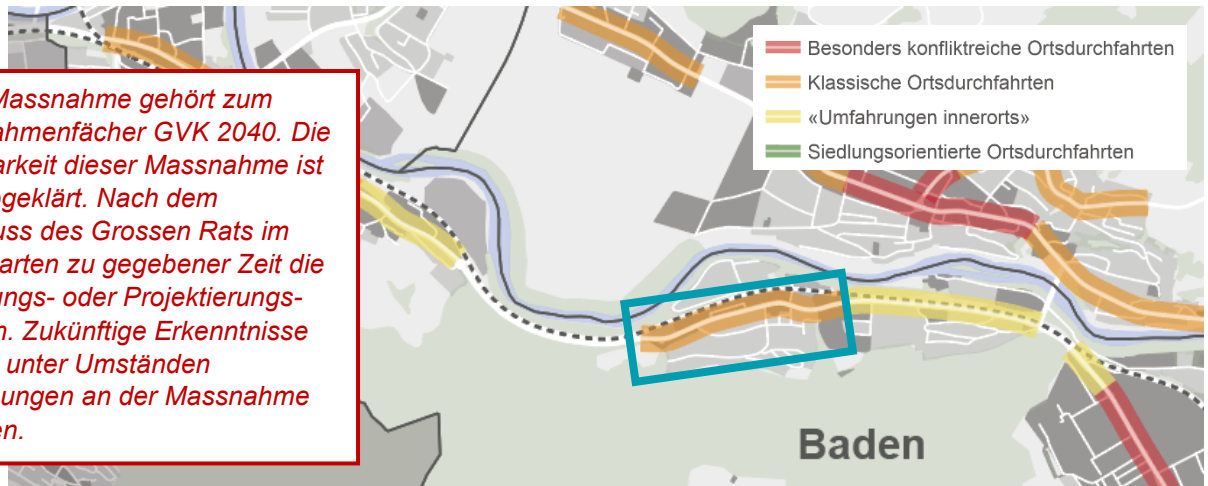 Massnahme gehört zum
ahmenfächer GVK 2040. Die
arkeit dieser Massnahme ist
geklärt. Nach dem
uss des Grossen Rats im
arten zu gegebener Zeit die
ungs- oder Projektierungs-
n. Zukünftige Erkenntnisse
unter Umständen
ungen an der Massnahme
en.
Besonders konfliktreiche Ortsdurchfahrten
Klassische Ortsdurchfahrten
«Umfahrungen innerorts»
Siedlungsorientierte Ortsdurchfahrten
Baden